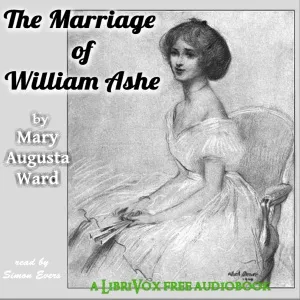 The Marriage
of
William Ashe
by
Mary
Augusta
Ward
read by
Simon Evers
a LibriVox free audiobook